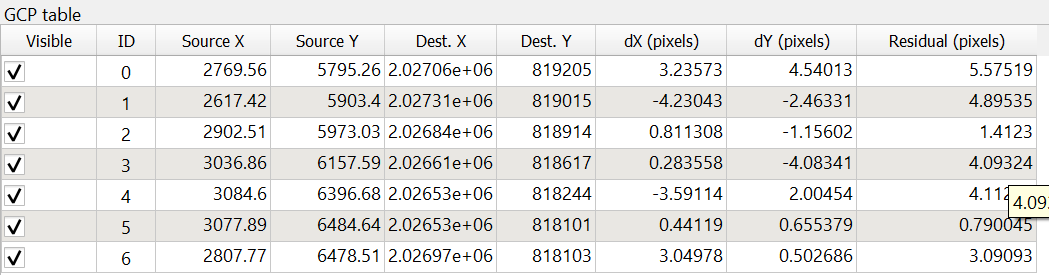 GCP table
Visible ID Source X Source Y Dest. X Dest. Y dX (pixels) dY (pixels) Residual (pixels)
0 2769.56 5795.26 2.02706e+06 819205 3.23573 4.54013 5.57519
1 2617.42 5903.4 2.02731e+06 819015 -4.23043 -2.46331 4.89535
2 2902.51 5973.03 2.02684e+06 818914 0.811308 -1.15602 1.4123
3 3036.86 6157.59 2.02661e+06 818617 0.283558 -4.08341 4.09324
4 3084.6 6396.68 2.02653e+06 818244 -3.59114 2.00454
5 3077.89 6484.64 2.02653e+06 818101 0.44119 0.655379 0.790045
6 2807.77 6478.51 2.02697e+06 818103 3.04978 0.502686 3.09093